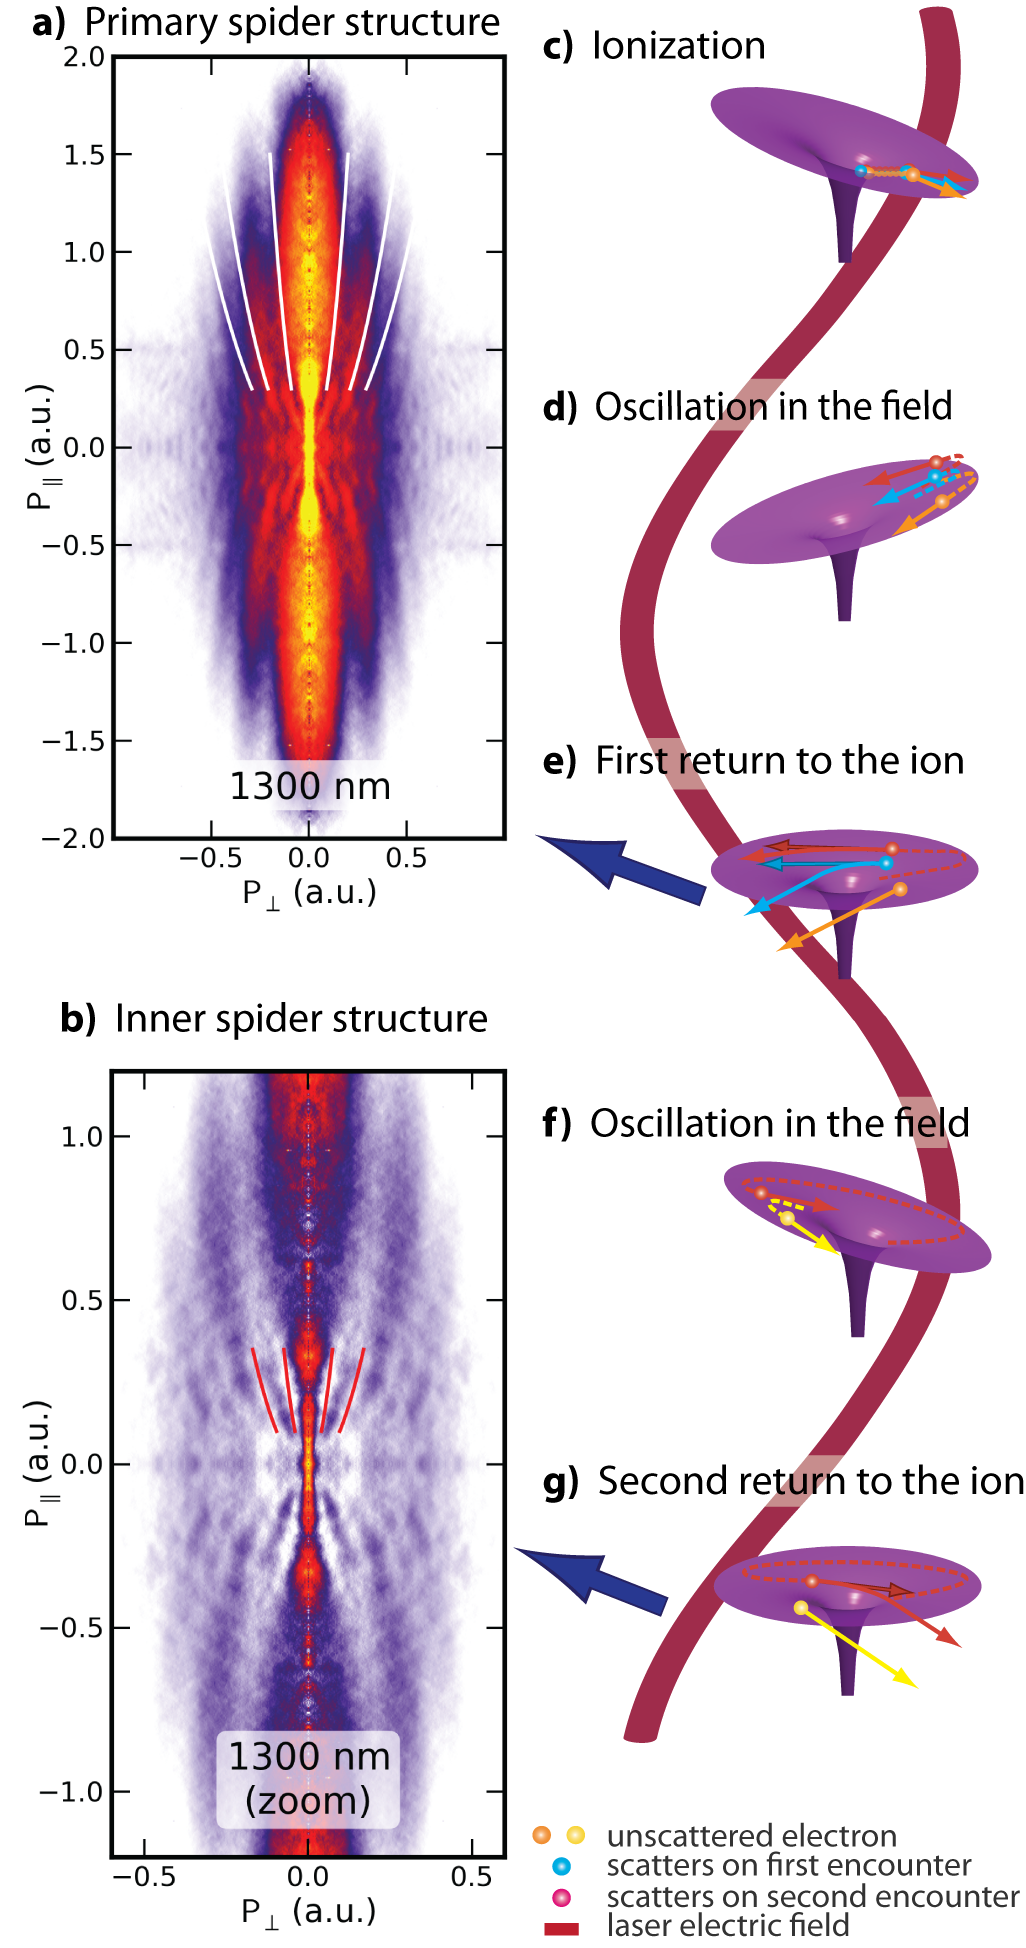 a) Primary spider structure
2.0
1.5
1.0
0.5
0.0
−0.5
−1.0
−1.5
−2.0
P∥ (a.u.)
1300 nm
−0.5 0.0 0.5
P⊥ (a.u.)
b) Inner spider structure
1.0
0.5
0.0
−0.5
−1.0
P∥ (a.u.)
1300 nm
(zoom)
−0.5 0.0 0.5
P⊥ (a.u.)
c) Ionization
d) Oscillation in the field
e) First return to the ion
f) Oscillation in the field
g) Second return to the ion
unscattered electron
scatters on first encounter
scatters on second encounter
laser electric field